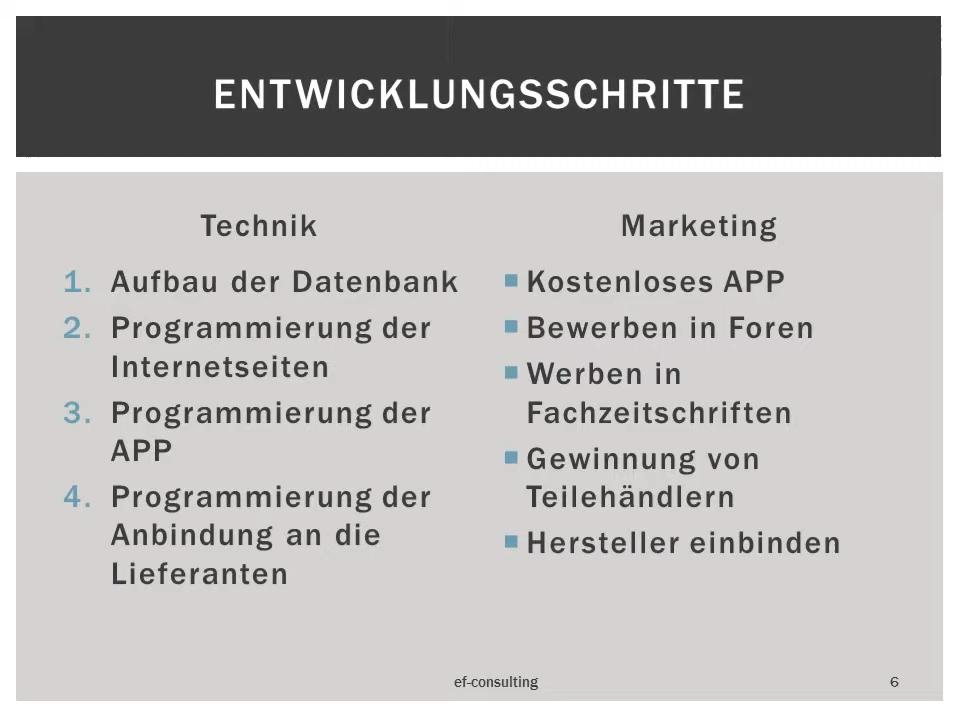 ENTWICKLUNGSSCHRITTE
Technik
1. Aufbau der Datenbank
2. Programmierung der
Internetseiten
3. Programmierung der
APP
4. Programmierung der
Anbindung an die
Lieferanten
Marketing
Kostenloses APP
Bewerben in Foren
Werben in
Fachzeitschriften
Gewinnung von
Teilehändlern
Hersteller einbinden
ef-consulting
6